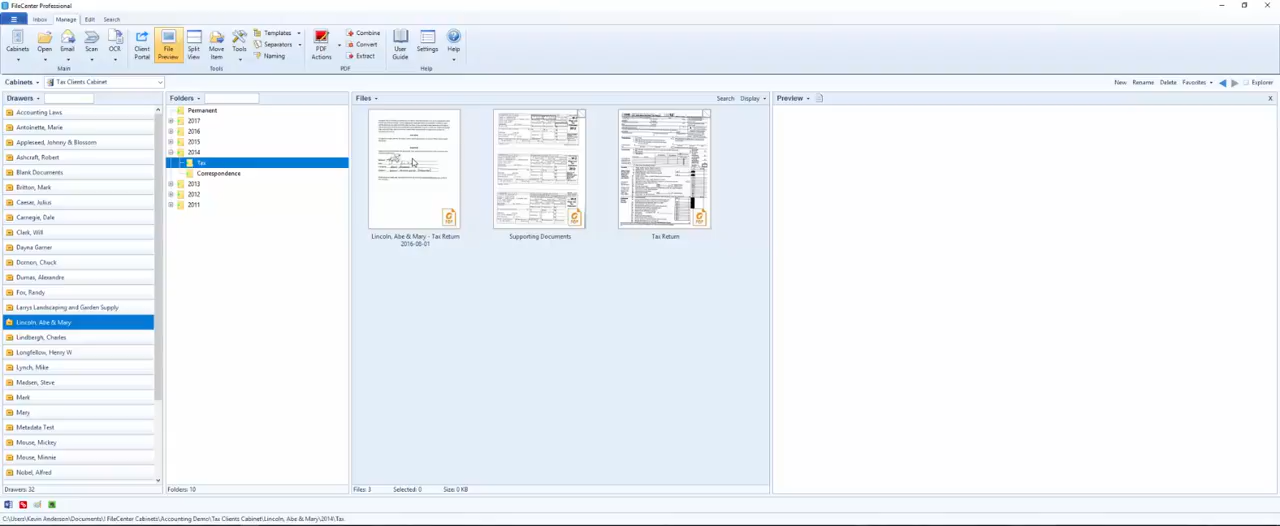 FileCenter Professional
Inbox Manage Edit Search
Cabinets Open Email Scan OCR Client Portal File Preview Split View Move Item Tools Templates Separators Naming PDF Actions Combine Convert Extract User Guide Settings Help
Main Tools PDF Help
Cabinets Tax Clients Cabinet New Rename Delete Favorites Explorer
Drawers Folders Files Search Display Preview X
Accounting Laws
Antoinette, Marie
Appleseed, Johnny & Blossom
Ashcraft, Robert
Blank Documents
Britton, Mark
Caesar, Julius
Carnegie, Dale
Clark, Will
Dayna Garner
Dornon, Chuck
Dumas, Alexandre
Fox, Randy
Larrys Landscaping and Garden Supply
Lincoln, Abe & Mary
Lindbergh, Charles
Longfellow, Henry W
Lynch, Mike
Madsen, Steve
Mark
Mary
Metadata Test
Mouse, Mickey
Mouse, Minnie
Nobel, Alfred
Permanent
2017
2016
2015
2014
Tax
Correspondence
2013
2012
2011
Lincoln, Abe & Mary - Tax Return
2016-08-01
Supporting Documents
Tax Return
Drawers: 32 Folders: 10 Files: 3 Selected: 0 Size: 0 KB
C:\Users\Kevin Anderson\Documents\! FileCenter Cabinets\Accounting Demo\Tax Clients Cabinet\Lincoln, Abe & Mary\2014\Tax